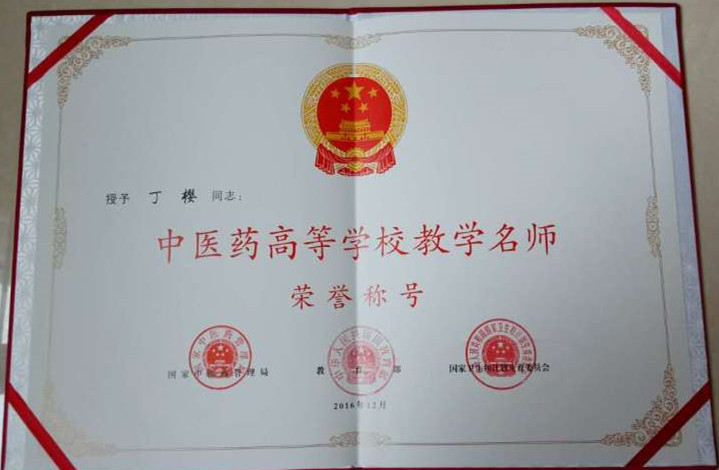 授予 丁樱 同志：
中医药高等学校教学名师
荣誉称号
国家中医药管理局 教育部 国家卫生和计划生育委员会
2016年12月